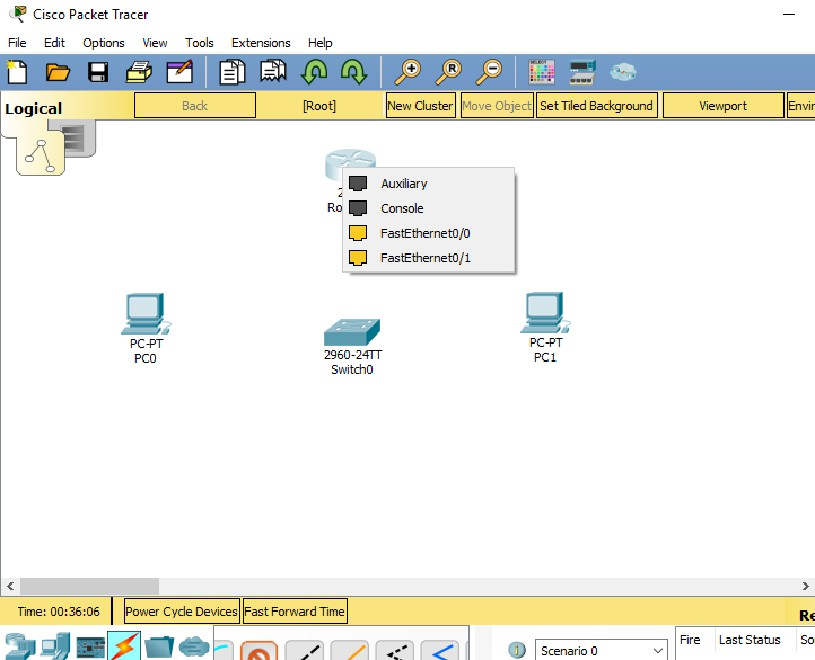 Cisco Packet Tracer
File Edit Options View Tools Extensions Help
Logical Back [Root] New Cluster Move Object Set Tiled Background Viewport Envir
Auxiliary
2
Console
Ro
FastEthernet0/0
FastEthernet0/1
PC-PT
PC0
2960-24TT
Switch0
PC-PT
PC1
Time: 00:36:06 Power Cycle Devices Fast Forward Time Re
Scenario 0 Fire Last Status So